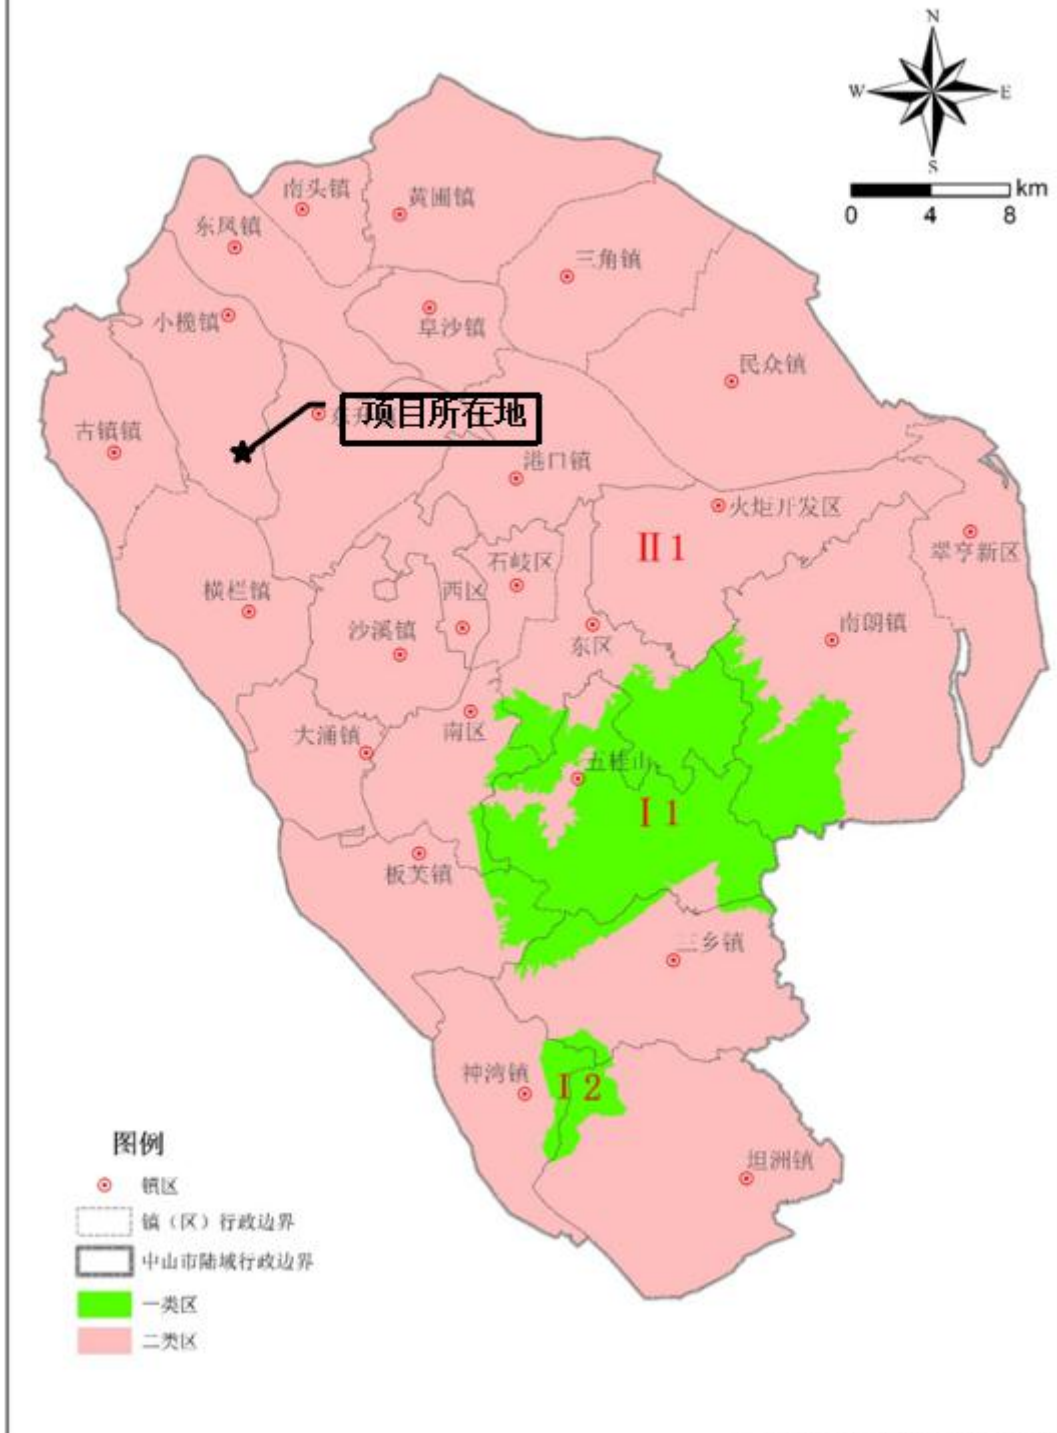 N
W
E
S
km
0
4
8
南头镇
黄圃镇
东凤镇
三角镇
小榄镇
阜沙镇
民众镇
项目所在地
古镇镇
港口镇
火炬开发区
II 1
翠亨新区
石岐区
横栏镇
西区
南朗镇
沙溪镇
东区
南区
大涌镇
五桂山
I 1
板芙镇
三乡镇
神湾镇
I 2
坦洲镇
图例
镇区
镇（区）行政边界
中山市陆域行政边界
一类区
二类区